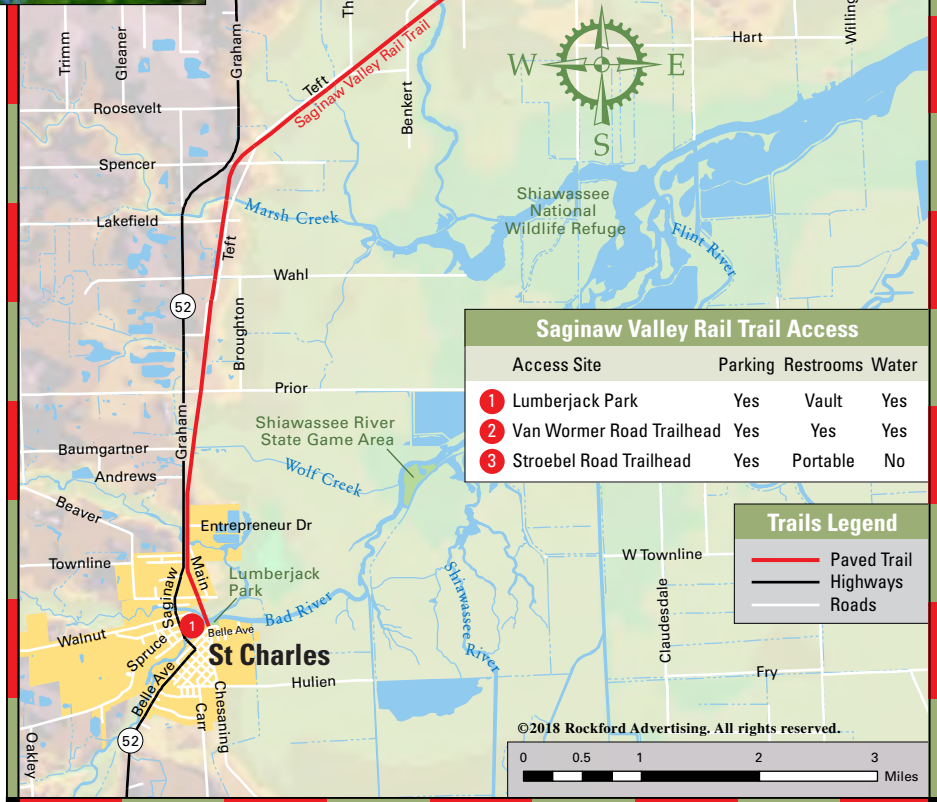 Trimm
Gleaner
Graham
Th
Teft
Saginaw Valley Rail Trail
Benkert
Hart
Willing
W
E
S
Roosevelt
Spencer
Lakefield
Marsh Creek
Teft
Shiawassee
National
Wildlife Refuge
Flint River
Wahl
52
Broughton
Prior
Saginaw Valley Rail Trail Access
Access Site Parking Restrooms Water
1 Lumberjack Park Yes Vault Yes
2 Van Wormer Road Trailhead Yes Yes Yes
3 Stroebel Road Trailhead Yes Portable No
Graham
Shiawassee River
State Game Area
Baumgartner
Andrews
Wolf Creek
Beaver
Entrepreneur Dr
Townline
Main
Lumberjack
Park
Saginaw
Bad River
Shiawassee River
W Townline
Claudesdale
Trails Legend
Paved Trail
Highways
Roads
1
Belle Ave
Walnut
Spruce
St Charles
Belle Ave
Hulien
Chesaning
Carr
Fry
52
Oakley
©2018 Rockford Advertising. All rights reserved.
0 0.5 1 2 3
Miles